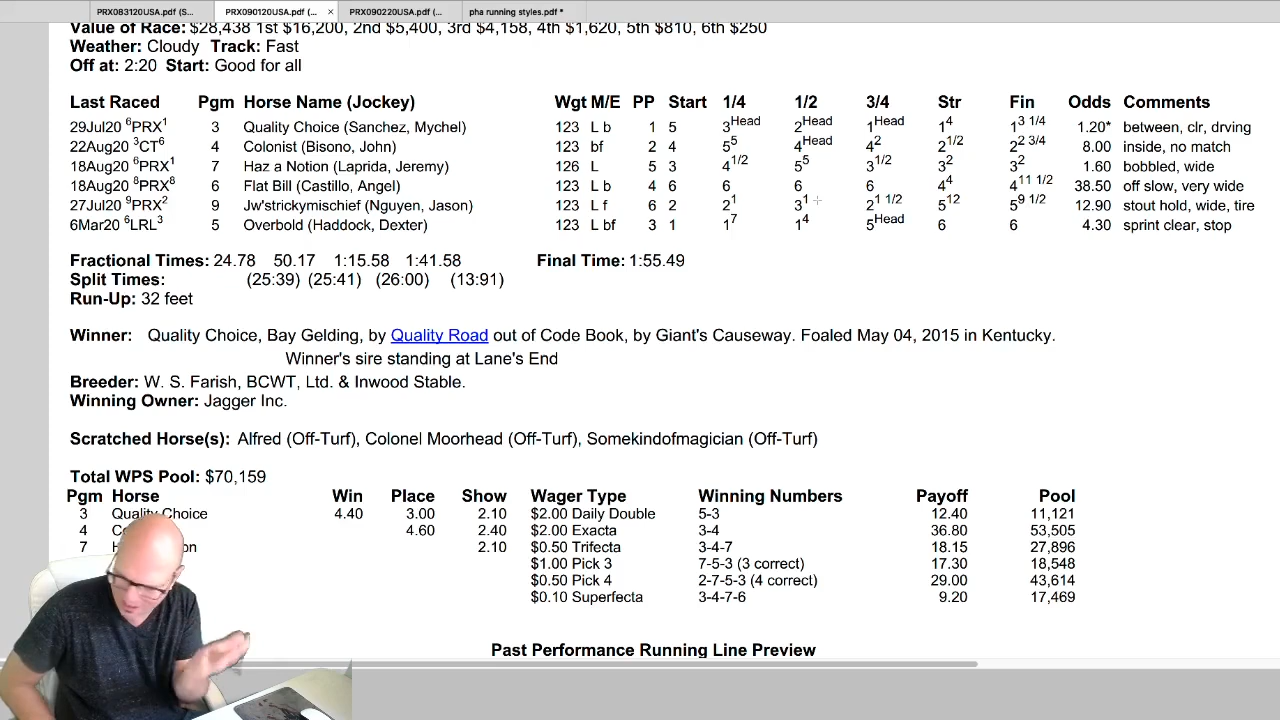 PRX083120USA.pdf (S... PRX090120USA.pdf (... × PRX090220USA.pdf (... pha running styles.pdf *
Value of Race: $28,438 1st $16,200, 2nd $5,400, 3rd $4,158, 4th $1,620, 5th $810, 6th $250
Weather: Cloudy Track: Fast
Off at: 2:20 Start: Good for all
Last Raced Pgm Horse Name (Jockey) Wgt M/E PP Start 1/4 1/2 3/4 Str Fin Odds Comments
29Jul20 6PRX1 3 Quality Choice (Sanchez, Mychel) 123 L b 1 5 3Head 2Head 1Head 14 13 1/4 1.20* between, clr, drving
22Aug20 3CT6 4 Colonist (Bisono, John) 123 bf 2 4 55 4Head 42 21/2 22 3/4 8.00 inside, no match
18Aug20 6PRX1 7 Haz a Notion (Laprida, Jeremy) 126 L 5 3 41/2 55 31/2 32 32 1.60 bobbled, wide
18Aug20 8PRX8 6 Flat Bill (Castillo, Angel) 123 L b 4 6 6 6 6 44 411 1/2 38.50 off slow, very wide
27Jul20 9PRX2 9 Jw'strickymischief (Nguyen, Jason) 123 L f 6 2 21 31 21 1/2 512 59 1/2 12.90 stout hold, wide, tire
6Mar20 6LRL3 5 Overbold (Haddock, Dexter) 123 L bf 3 1 17 14 5Head 6 6 4.30 sprint clear, stop
Fractional Times: 24.78 50.17 1:15.58 1:41.58 Final Time: 1:55.49
Split Times: (25:39) (25:41) (26:00) (13:91)
Run-Up: 32 feet
Winner: Quality Choice, Bay Gelding, by Quality Road out of Code Book, by Giant's Causeway. Foaled May 04, 2015 in Kentucky.
Winner's sire standing at Lane's End
Breeder: W. S. Farish, BCWT, Ltd. & Inwood Stable.
Winning Owner: Jagger Inc.
Scratched Horse(s): Alfred (Off-Turf), Colonel Moorhead (Off-Turf), Somekindofmagician (Off-Turf)
Total WPS Pool: $70,159
Pgm Horse Win Place Show Wager Type Winning Numbers Payoff Pool
3 Quality Choice 4.40 3.00 2.10 $2.00 Daily Double 5-3 12.40 11,121
4 4.60 2.40 $2.00 Exacta 3-4 36.80 53,505
7 2.10 $0.50 Trifecta 3-4-7 18.15 27,896
$1.00 Pick 3 7-5-3 (3 correct) 17.30 18,548
$0.50 Pick 4 2-7-5-3 (4 correct) 29.00 43,614
$0.10 Superfecta 3-4-7-6 9.20 17,469
Past Performance Running Line Preview